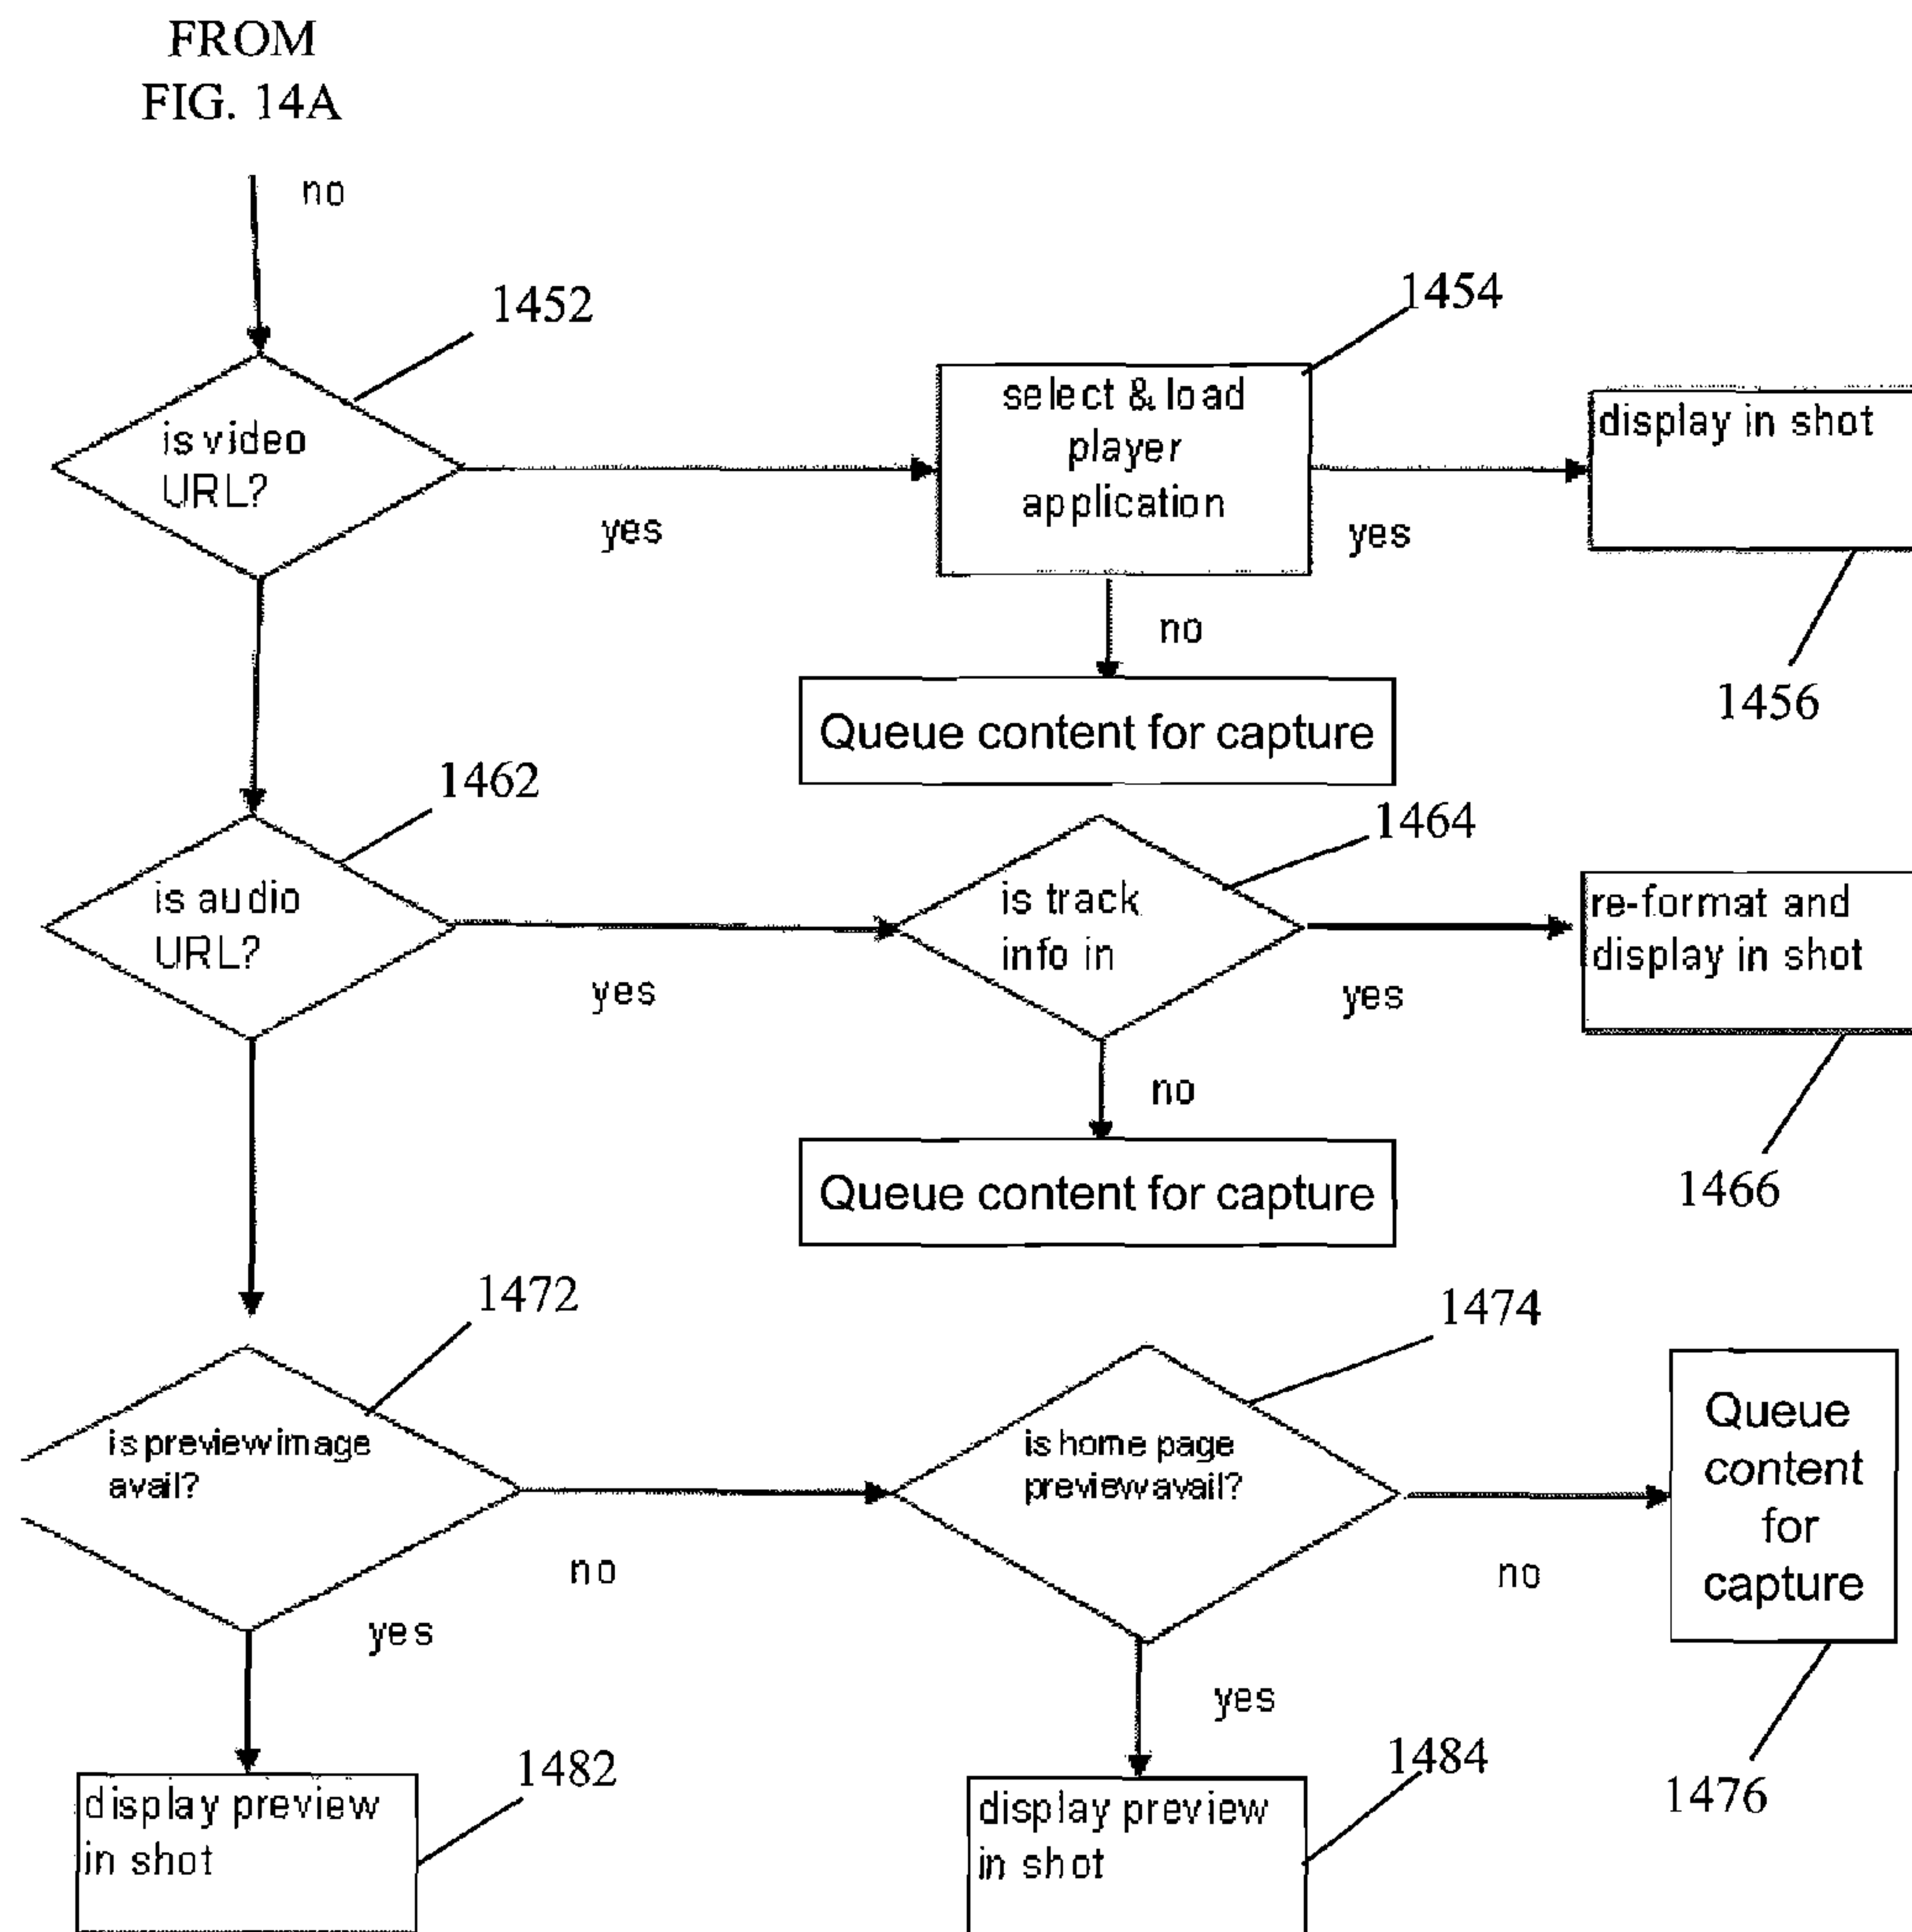 FROM
FIG. 14A
no
1452
1454
is video
URL?
yes
select & load
player
application
yes
display in shot
1456
no
Queue content for capture
1462
1464
is audio
URL?
yes
is track
info in
yes
re-format and
display in shot
1466
no
Queue content for capture
1472
1474
is preview image
avail?
no
yes
is home page
preview avail?
no
yes
Queue
content
for
capture
1476
1482
display preview
in shot
1484
display preview
in shot